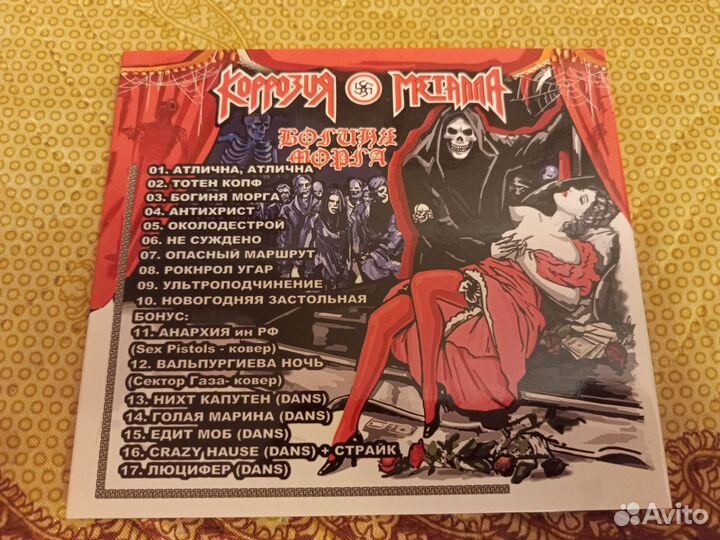 КОРРОЗИЯ МЕТАЛЛА
БОГИНЯ
МОРГА
01. АТЛИЧНА, АТЛИЧНА
02. ТОТЕН КОПФ
03. БОГИНЯ МОРГА
04. АНТИХРИСТ
05. ОКОЛОДЕСТРОЙ
06. НЕ СУЖДЕНО
07. ОПАСНЫЙ МАРШРУТ
08. РОКНРОЛ УГАР
09. УЛЬТРОПОДЧИНЕНИЕ
10. НОВОГОДНЯЯ ЗАСТОЛЬНАЯ
БОНУС:
11. АНАРХИЯ ин РФ
(Sex Pistols - ковер)
12. ВАЛЬПУРГИЕВА НОЧЬ
(Сектор Газа- ковер)
13. НИХТ КАПУТЕН (DANS)
14. ГОЛАЯ МАРИНА (DANS)
15. ЕДИТ МОБ (DANS)
16. CRAZY HAUSE (DANS) + СТРАЙК
17. ЛЮЦИФЕР (DANS)
Avito